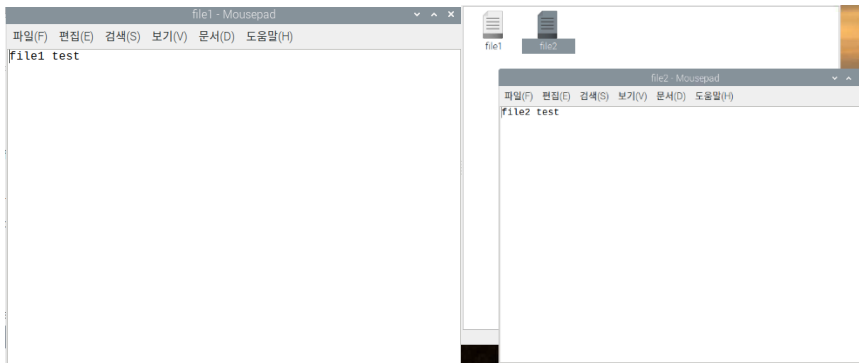 file1 - Mousepad
파일(F) 편집(E) 검색(S) 보기(V) 문서(D) 도움말(H)
file1 test
file1
file2
file2 - Mousepad
파일(F) 편집(E) 검색(S) 보기(V) 문서(D) 도움말(H)
file2 test